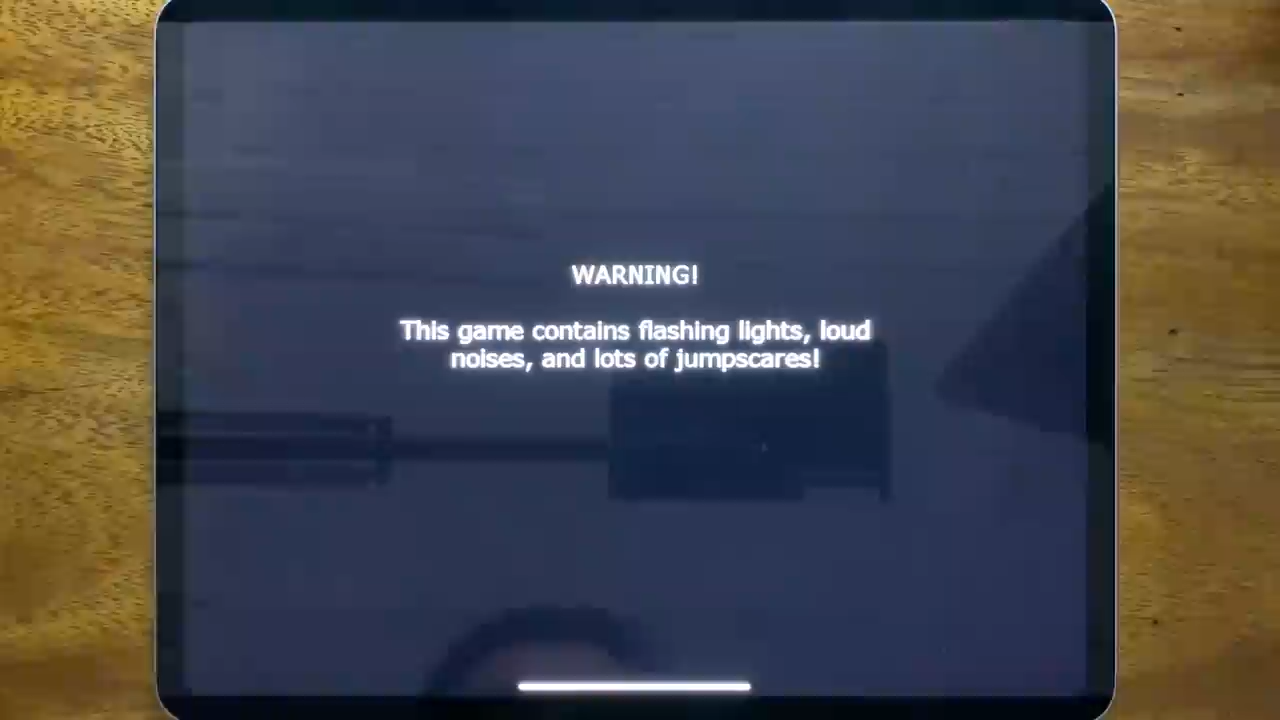 WARNING!
This game contains flashing lights, loud
noises, and lots of jumpscares!